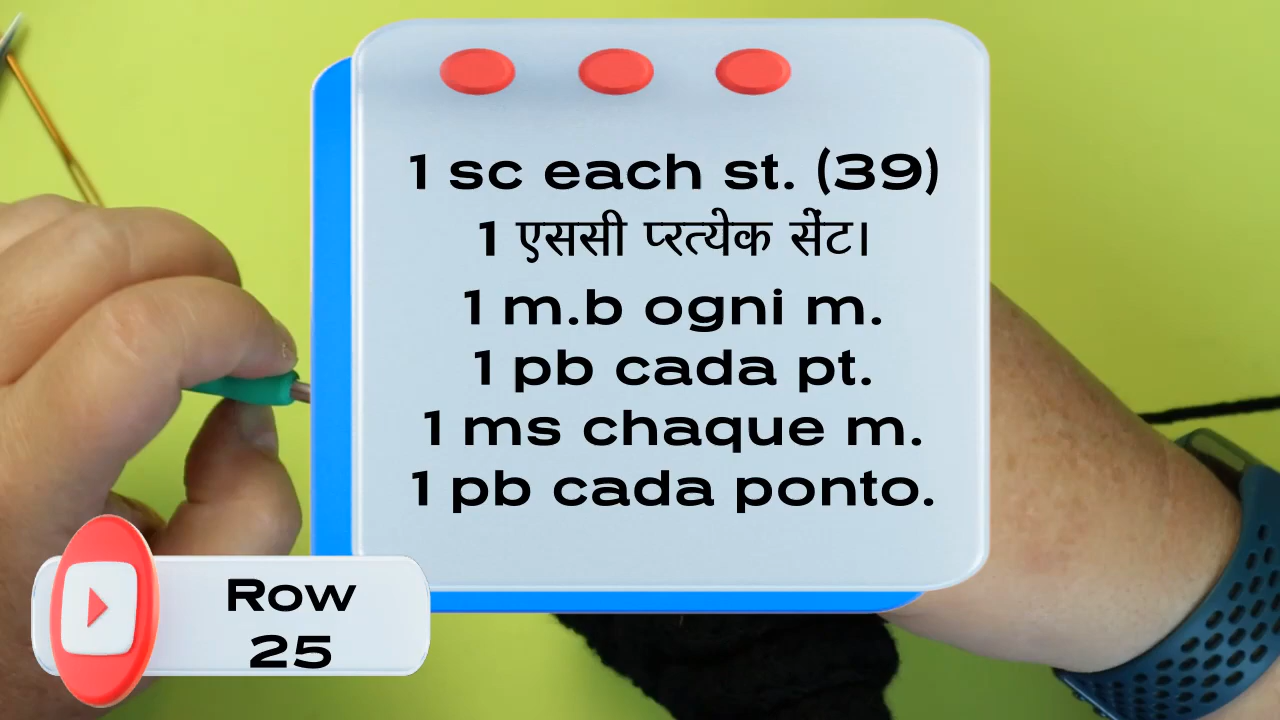 1 sc each st. (39)
1 एससी प्रत्येक सेंट।
1 m.b ogni m.
1 pb cada pt.
1 ms chaque m.
1 pb cada ponto.
Row
25